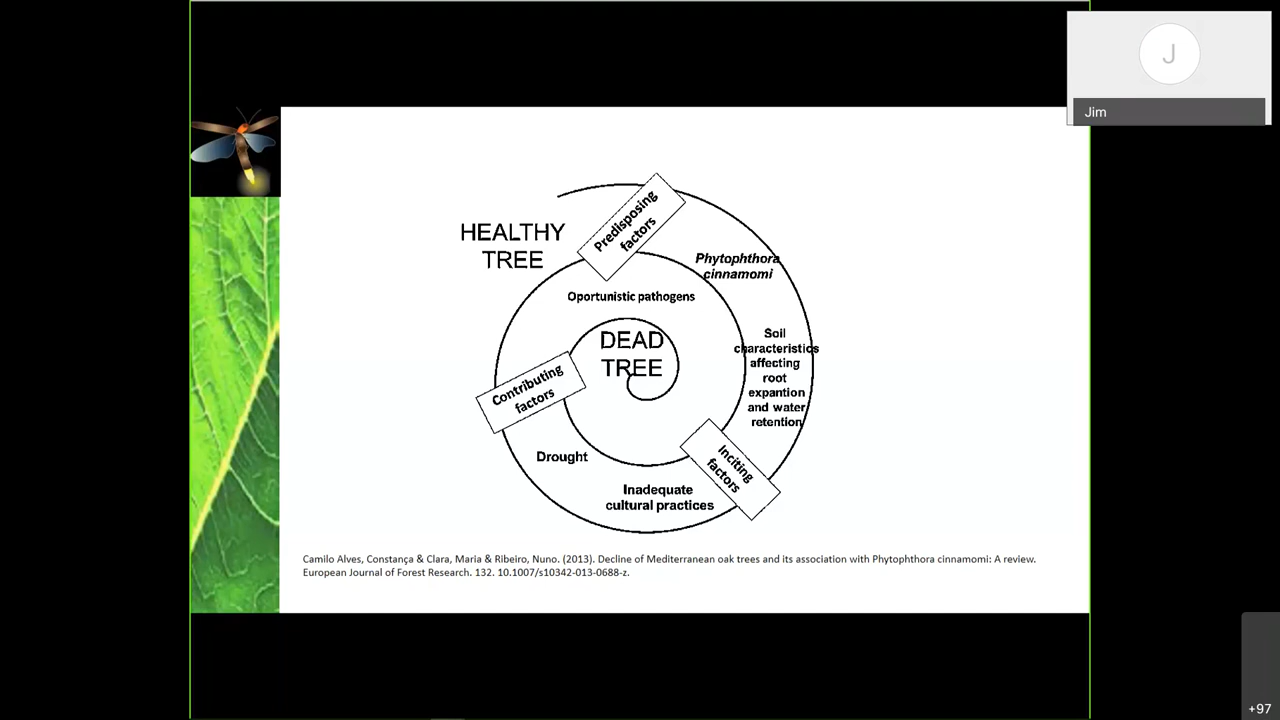 J
Jim
HEALTHY
TREE
Predisposing
factors
Phytophthora
cinnamomi
Oportunistic pathogens
DEAD
TREE
Soil
characteristics
affecting
root
expantion
and water
retention
Contributing
factors
Inciting
factors
Drought
Inadequate
cultural practices
Camilo Alves, Constança & Clara, Maria & Ribeiro, Nuno. (2013). Decline of Mediterranean oak trees and its association with Phytophthora cinnamomi: A review.
European Journal of Forest Research. 132. 10.1007/s10342-013-0688-z.
+97